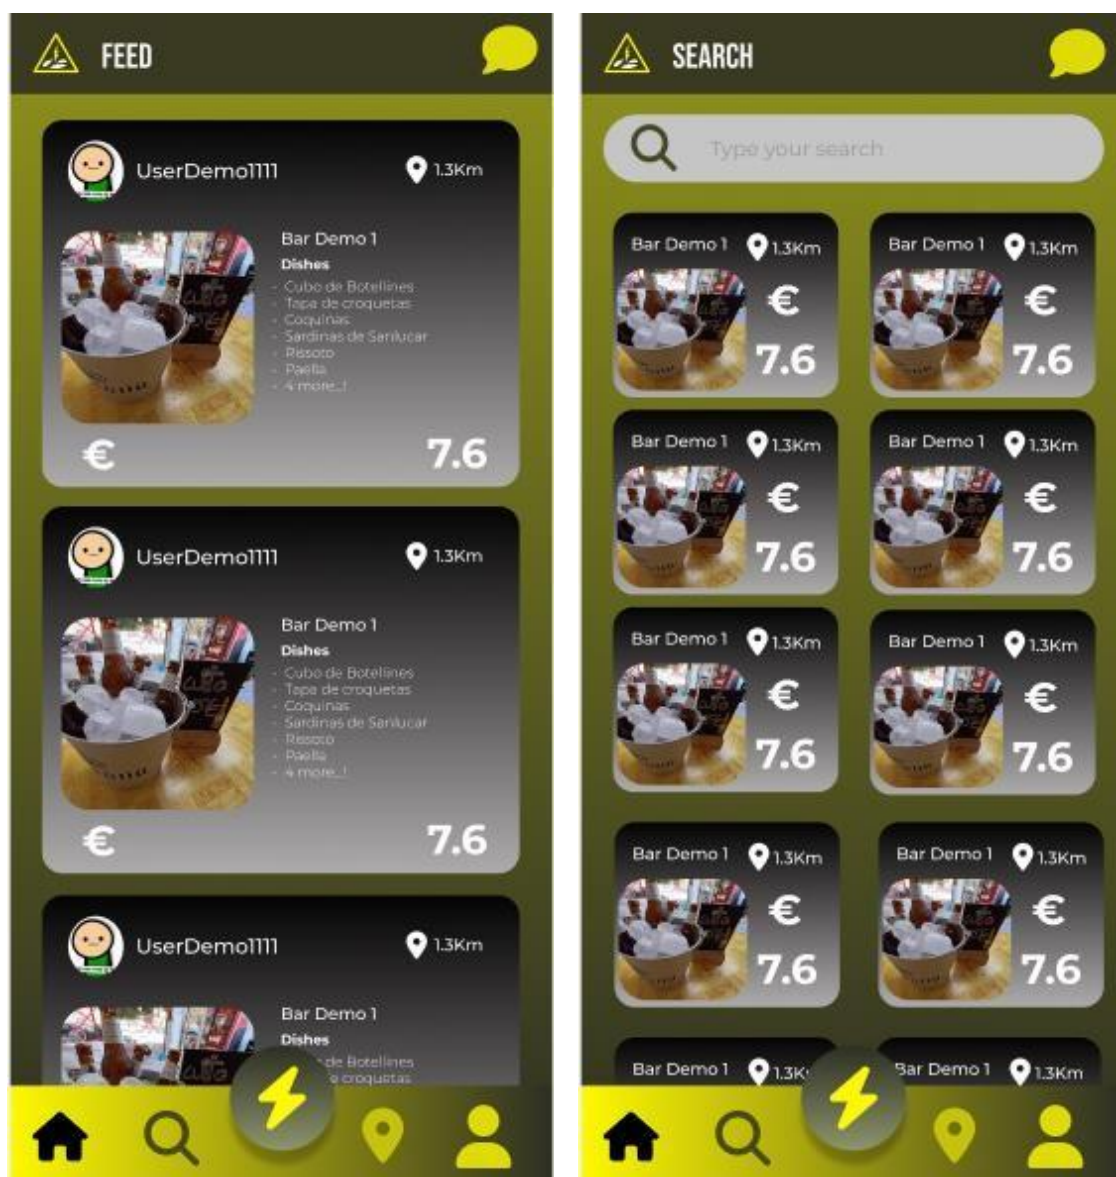 FEED
UserDemo1111
1.3Km
Bar Demo 1
Dishes
- Cubo de Botellines
- Tapa de croquetas
- Coquinas
- Sardinas de Sanlucar
- Rissoto
- Paella
- 4 more..!
€
7.6
UserDemo1111
1.3Km
Bar Demo 1
Dishes
- Cubo de Botellines
- Tapa de croquetas
- Coquinas
- Sardinas de Sanlucar
- Rissoto
- Paella
- 4 more..!
€
7.6
UserDemo1111
1.3Km
Bar Demo 1
Dishes
de Botellines
croquetas
SEARCH
Type your search
Bar Demo 1 1.3Km
€
7.6
Bar Demo 1 1.3Km
€
7.6
Bar Demo 1 1.3Km
€
7.6
Bar Demo 1 1.3Km
€
7.6
Bar Demo 1 1.3Km
€
7.6
Bar Demo 1 1.3Km
€
7.6
Bar Demo 1 1.3Km
€
7.6
Bar Demo 1 1.3Km
€
7.6
Bar Demo 1 1.3K
Bar Demo 1 1.3Km